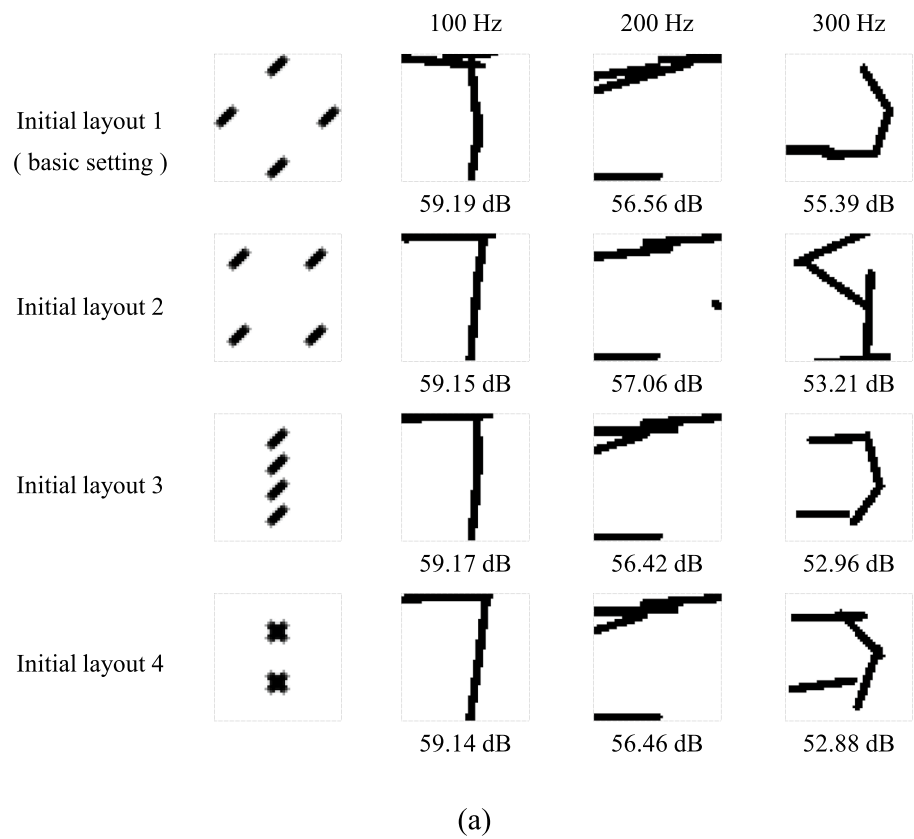 100 Hz 200 Hz 300 Hz
Initial layout 1
( basic setting )
59.19 dB 56.56 dB 55.39 dB
Initial layout 2
59.15 dB 57.06 dB 53.21 dB
Initial layout 3
59.17 dB 56.42 dB 52.96 dB
Initial layout 4
59.14 dB 56.46 dB 52.88 dB
(a)